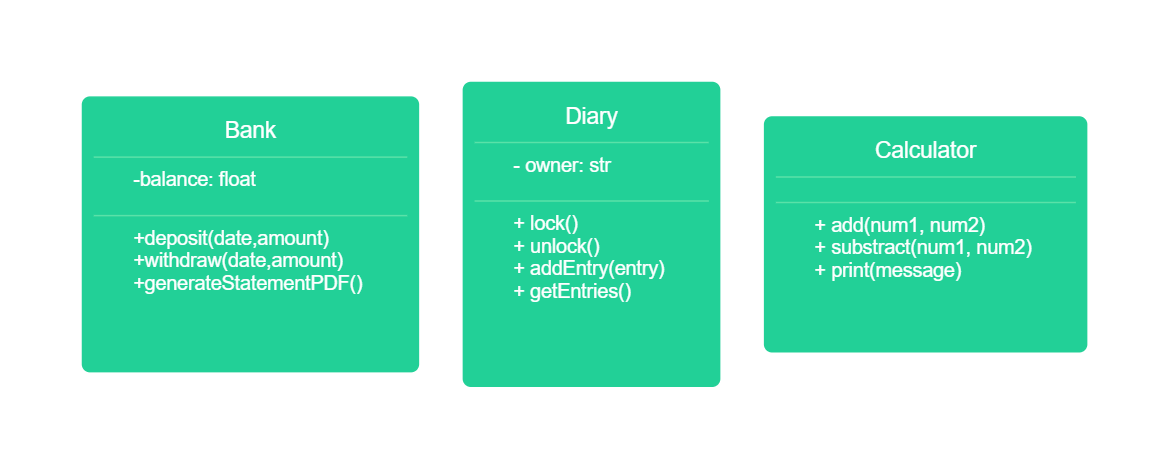 Bank
-balance: float
+deposit(date,amount)
+withdraw(date,amount)
+generateStatementPDF()
Diary
- owner: str
+ lock()
+ unlock()
+ addEntry(entry)
+ getEntries()
Calculator
+ add(num1, num2)
+ substract(num1, num2)
+ print(message)